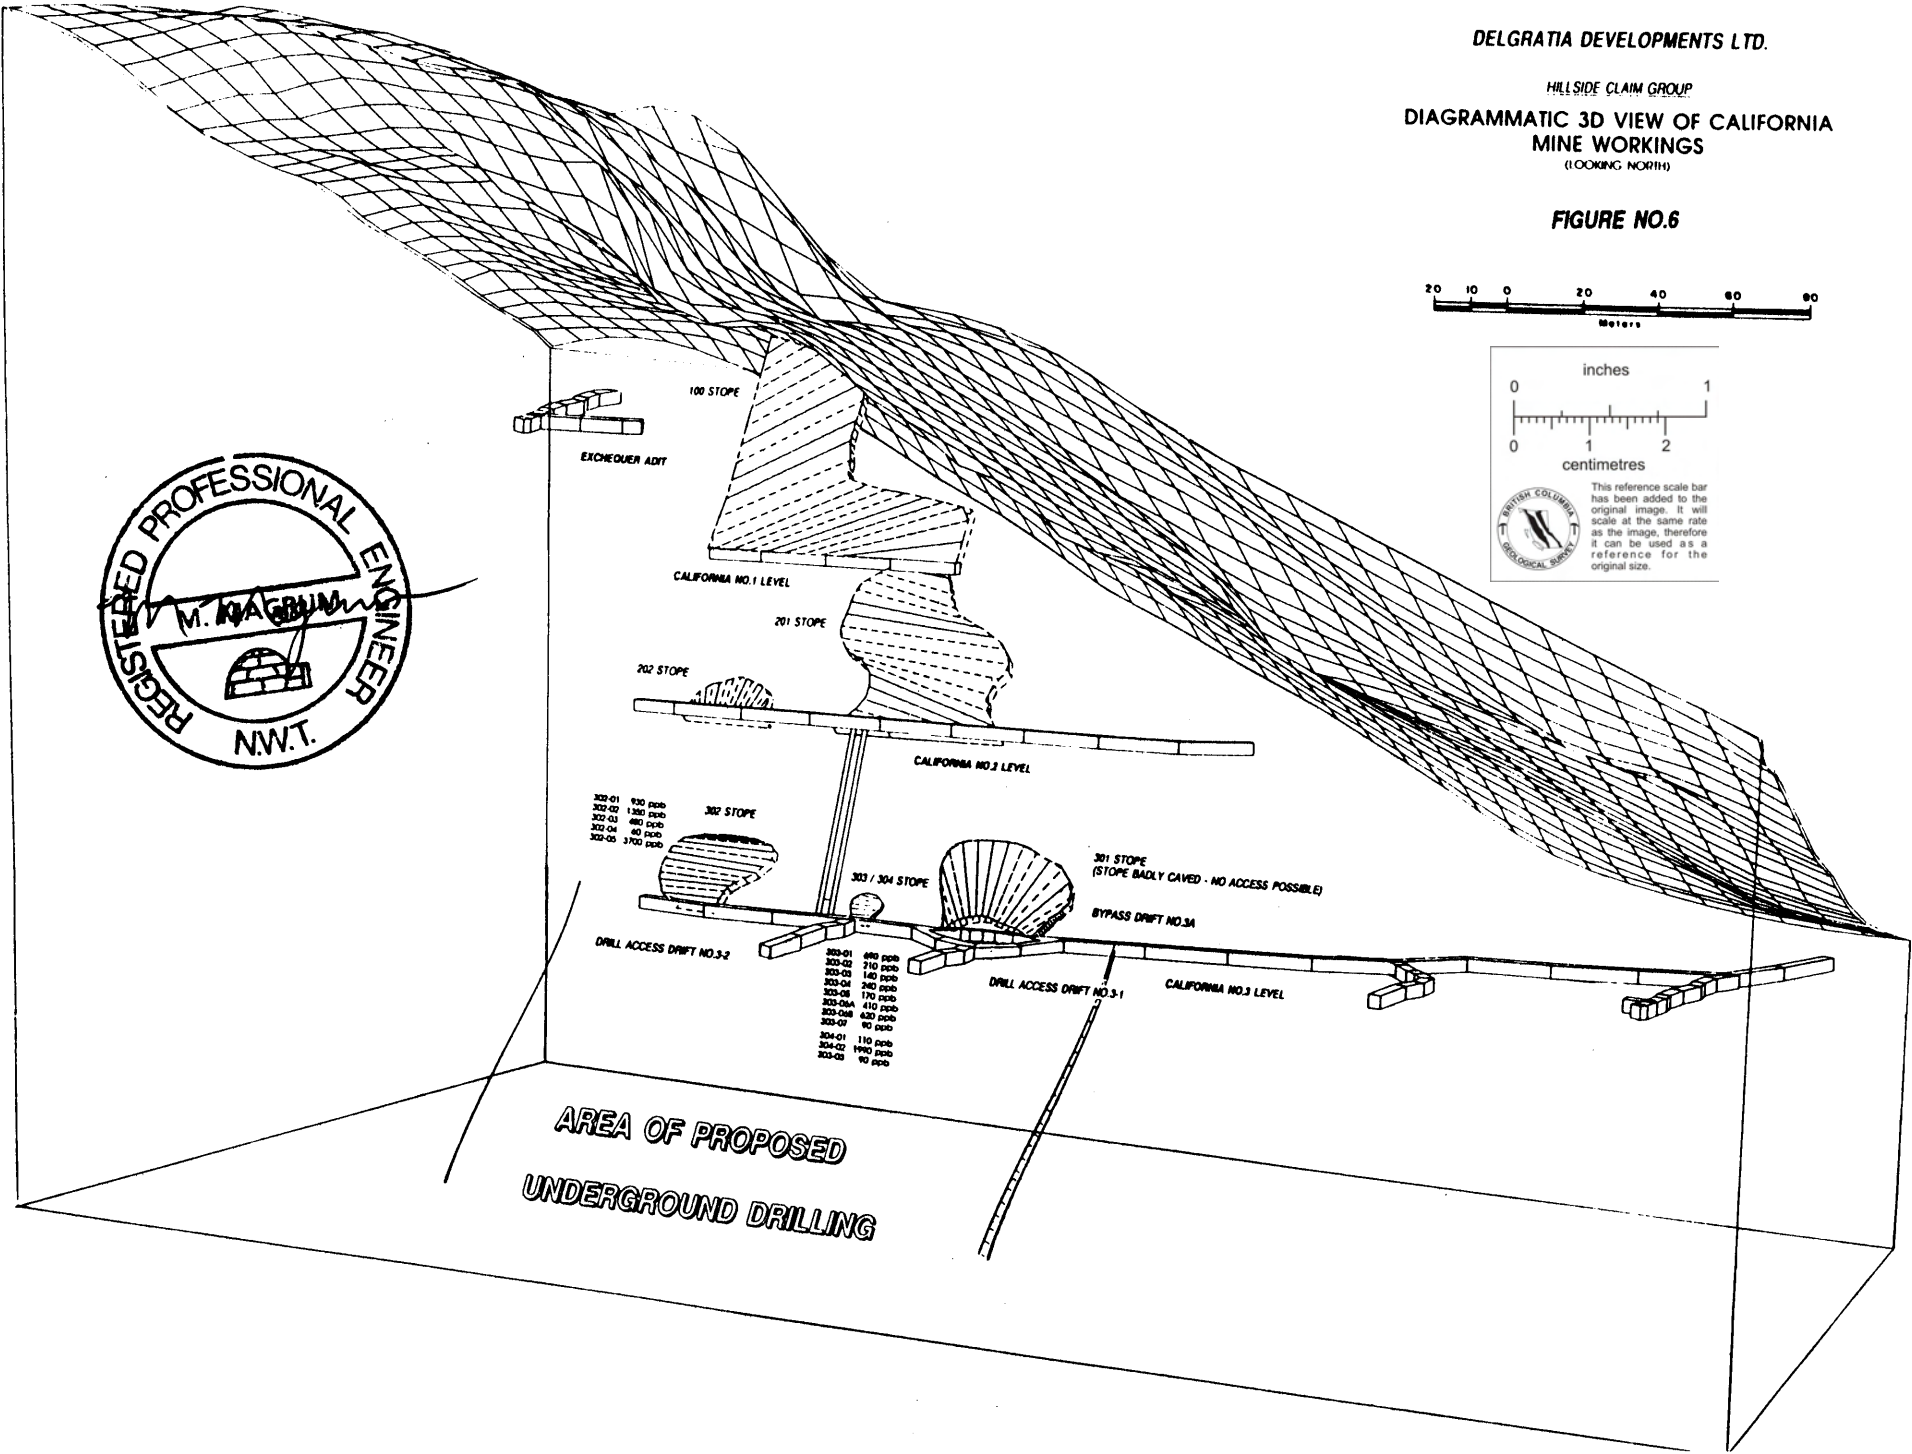 DELGRATIA DEVELOPMENTS LTD.
HILLSIDE CLAIM GROUP
DIAGRAMMATIC 3D VIEW OF CALIFORNIA
MINE WORKINGS
(LOOKING NORTH)
FIGURE NO.6
20 10 0 20 40 60 80
Meters
inches
0 1
0 1 2
centimetres
BRITISH COLUMBIA
GEOLOGICAL SURVEY
This reference scale bar
has been added to the
original image. It will
scale at the same rate
as the image, therefore
it can be used as a
reference for the
original size.
100 STOPE
EXCHEQUER ADIT
CALIFORNIA NO.1 LEVEL
201 STOPE
202 STOPE
CALIFORNIA NO.2 LEVEL
REGISTERED PROFESSIONAL ENGINEER
M. MAGRUM
N.W.T.
302-01 930 ppb
302-02 1350 ppb
302-03 480 ppb
302-04 60 ppb
302-05 3700 ppb
302 STOPE
303 / 304 STOPE
301 STOPE
(STOPE BADLY CAVED - NO ACCESS POSSIBLE)
BYPASS DRIFT NO.3A
DRILL ACCESS DRIFT NO.3-2
303-01 690 ppb
303-02 210 ppb
303-03 140 ppb
303-04 240 ppb
303-05 170 ppb
303-06A 410 ppb
303-06B 620 ppb
303-07 90 ppb
304-01 110 ppb
304-02 1990 ppb
303-03 90 ppb
DRILL ACCESS DRIFT NO.3-1
CALIFORNIA NO.3 LEVEL
AREA OF PROPOSED
UNDERGROUND DRILLING